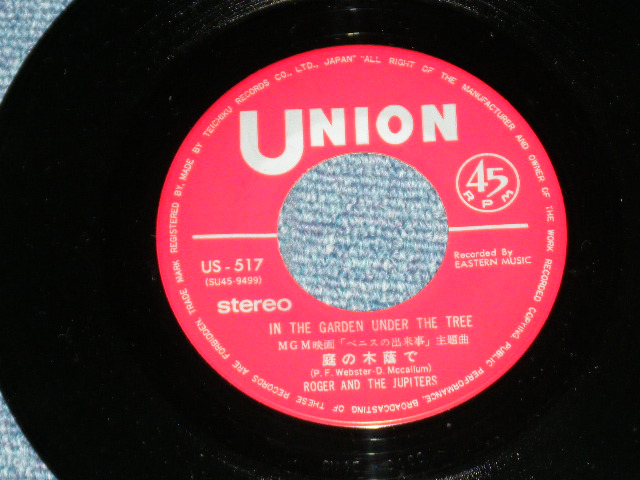 TRADE MARK REGISTERED BY, MADE BY TEICHIKU RECORDS CO., LTD., JAPAN "ALL RIGHT OF THE MANUFACTURER AND OWNER OF THE WORK RECORDED COPYING PUBLIC PERFORMANCE, BROADCASTING OF THESE RECORDS ARE FORBIDDEN.
UNION
45
RPM
US - 517
(SU45-9499)
Recorded By
EASTERN MUSIC
stereo
IN THE GARDEN UNDER THE TREE
MGM映画「ベニスの出来事」主題曲
庭の木蔭で
(P. F. Webster-D. Mccallum)
ROGER AND THE JUPITERS